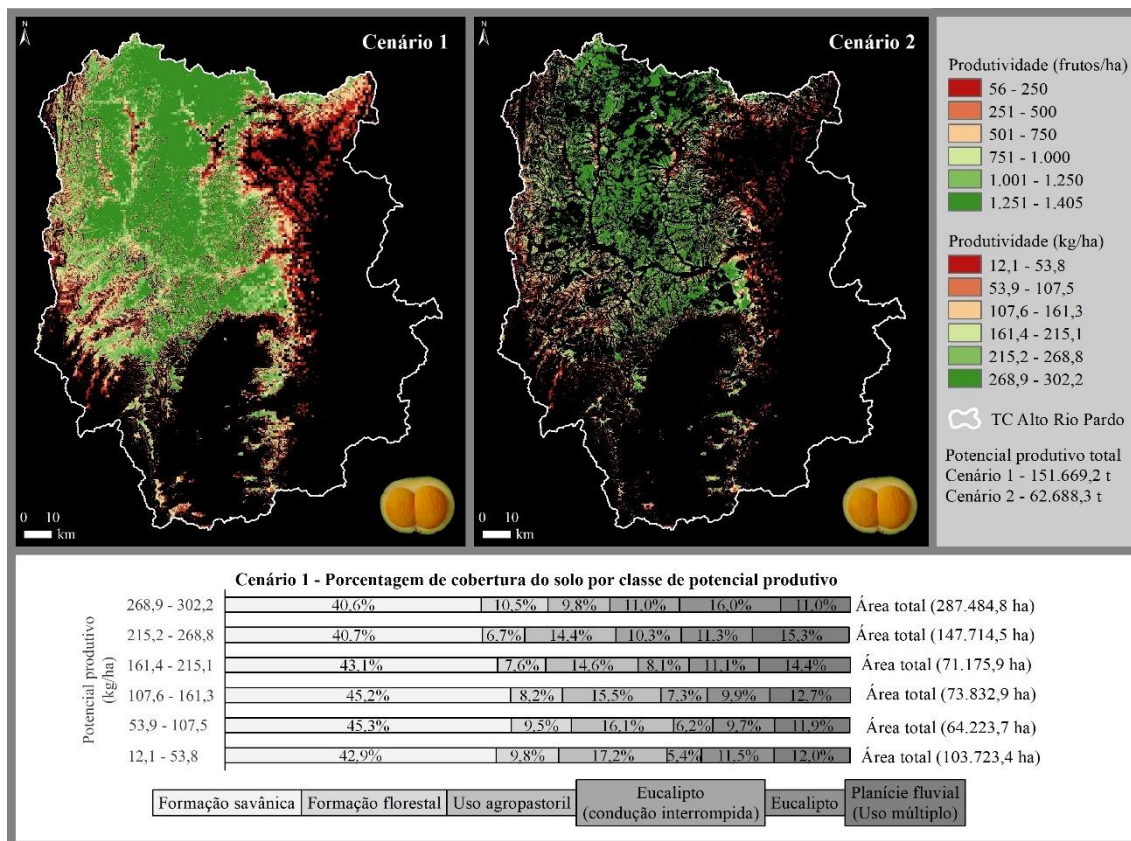 N
Cenário 1
0 10
km
N
Cenário 2
0 10
km
Produtividade (frutos/ha)
56 - 250
251 - 500
501 - 750
751 - 1.000
1.001 - 1.250
1.251 - 1.405
Produtividade (kg/ha)
12,1 - 53,8
53,9 - 107,5
107,6 - 161,3
161,4 - 215,1
215,2 - 268,8
268,9 - 302,2
TC Alto Rio Pardo
Potencial produtivo total
Cenário 1 - 151.669,2 t
Cenário 2 - 62.688,3 t
Cenário 1 - Porcentagem de cobertura do solo por classe de potencial produtivo
Potencial produtivo
(kg/ha)
268,9 - 302,2 40,6% 10,5% 9,8% 11,0% 16,0% 11,0% Área total (287.484,8 ha)
215,2 - 268,8 40,7% 6,7% 14,4% 10,3% 11,3% 15,3% Área total (147.714,5 ha)
161,4 - 215,1 43,1% 7,6% 14,6% 8,1% 11,1% 14,4% Área total (71.175,9 ha)
107,6 - 161,3 45,2% 8,2% 15,5% 7,3% 9,9% 12,7% Área total (73.832,9 ha)
53,9 - 107,5 45,3% 9,5% 16,1% 6,2% 9,7% 11,9% Área total (64.223,7 ha)
12,1 - 53,8 42,9% 9,8% 17,2% 5,4% 11,5% 12,0% Área total (103.723,4 ha)
Formação savânica
Formação florestal
Uso agropastoril
Eucalipto
(condução interrompida)
Eucalipto
Planície fluvial
(Uso múltiplo)